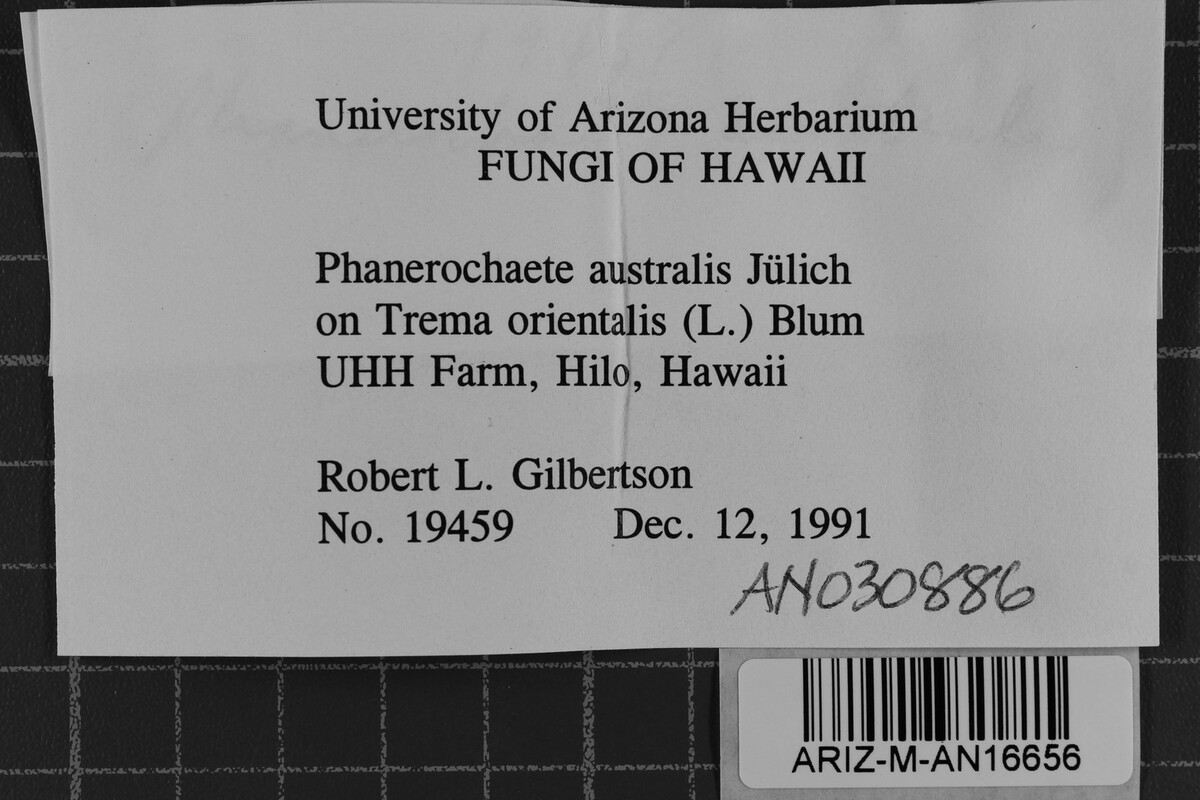 University of Arizona Herbarium
FUNGI OF HAWAII
Phanerochaete australis Jülich
on Trema orientalis (L.) Blum
UHH Farm, Hilo, Hawaii
Robert L. Gilbertson
No. 19459 Dec. 12, 1991
AN030886
ARIZ-M-AN16656